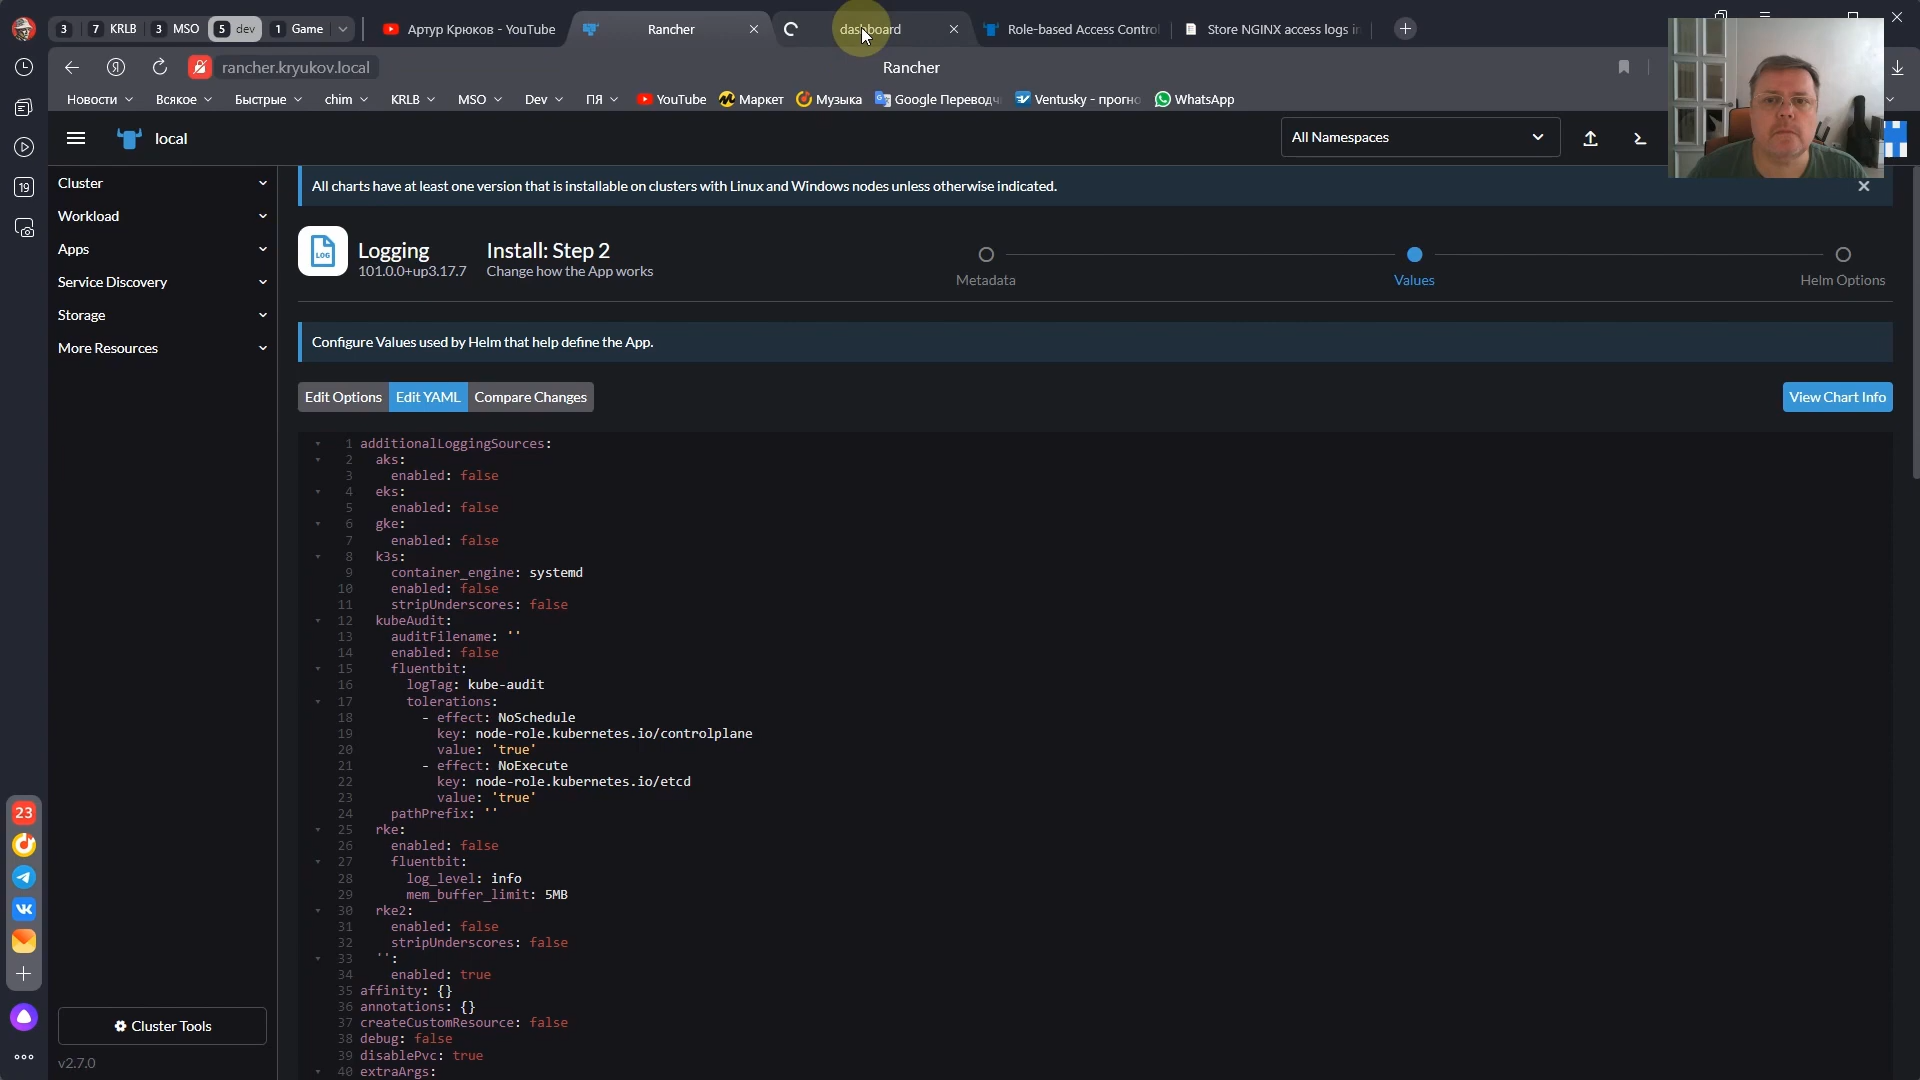 3
7 KRLB
3 MSO
5 dev
1 Game
Артур Крюков - YouTube
Rancher
dashboard
Role-based Access Control
Store NGINX access logs in
rancher.kryukov.local
Rancher
Новости
Всякое
Быстрые
chim
KRLB
MSO
Dev
ПЯ
YouTube
Маркет
Музыка
Google Переводч
Ventusky - прогно
WhatsApp
19
23
local
All Namespaces
Cluster
Workload
Apps
Service Discovery
Storage
More Resources
Cluster Tools
v2.7.0
All charts have at least one version that is installable on clusters with Linux and Windows nodes unless otherwise indicated.
LOG
Logging
101.0.0+up3.17.7
Install: Step 2
Change how the App works
Metadata
Values
Helm Options
Configure Values used by Helm that help define the App.
Edit Options
Edit YAML
Compare Changes
View Chart Info
1 additionalLoggingSources:
2   aks:
3     enabled: false
4   eks:
5     enabled: false
6   gke:
7     enabled: false
8   k3s:
9     container_engine: systemd
10     enabled: false
11     stripUnderscores: false
12   kubeAudit:
13     auditFilename: ''
14     enabled: false
15     fluentbit:
16       logTag: kube-audit
17       tolerations:
18         - effect: NoSchedule
19           key: node-role.kubernetes.io/controlplane
20           value: 'true'
21         - effect: NoExecute
22           key: node-role.kubernetes.io/etcd
23           value: 'true'
24     pathPrefix: ''
25   rke:
26     enabled: false
27     fluentbit:
28       log_level: info
29       mem_buffer_limit: 5MB
30   rke2:
31     enabled: false
32     stripUnderscores: false
33   '':
34     enabled: true
35 affinity: {}
36 annotations: {}
37 createCustomResource: false
38 debug: false
39 disablePvc: true
40 extraArgs: